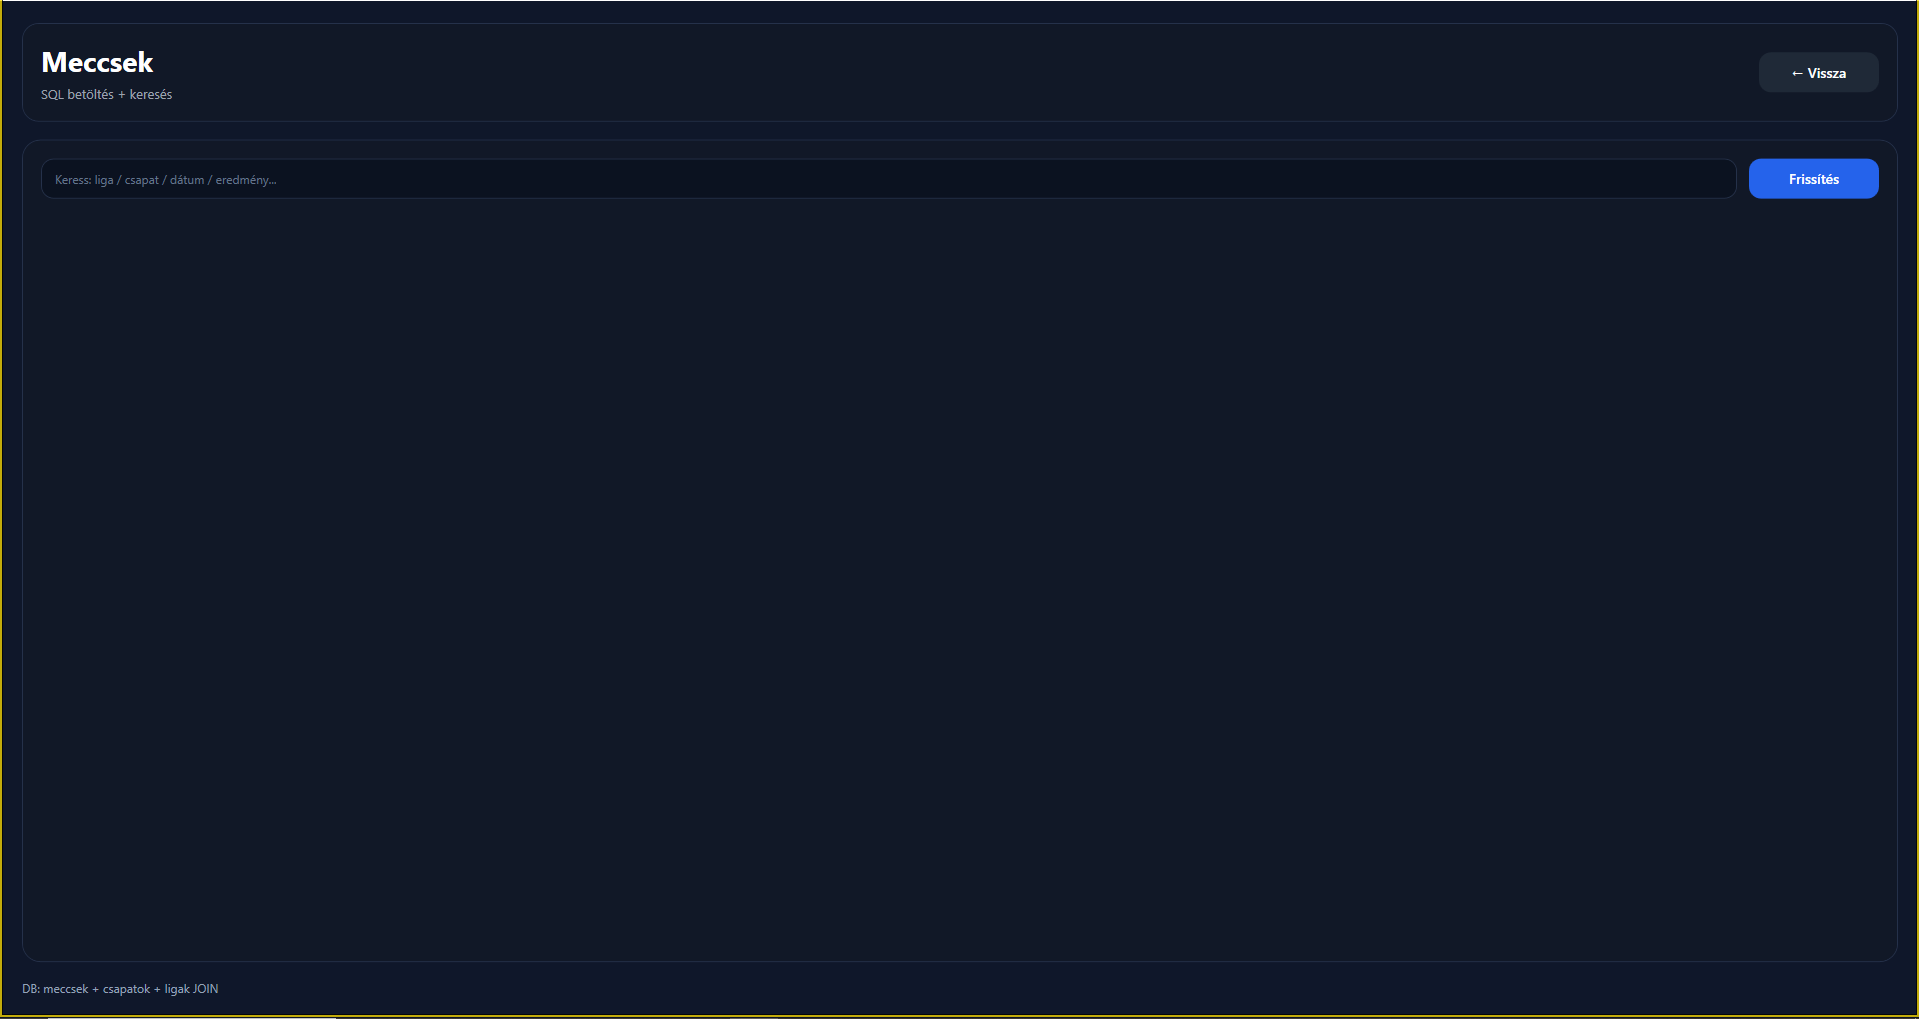 Meccsek
SQL betöltés + keresés
← Vissza
Keress: liga / csapat / dátum / eredmény...
Frissítés
DB: meccsek + csapatok + ligak JOIN